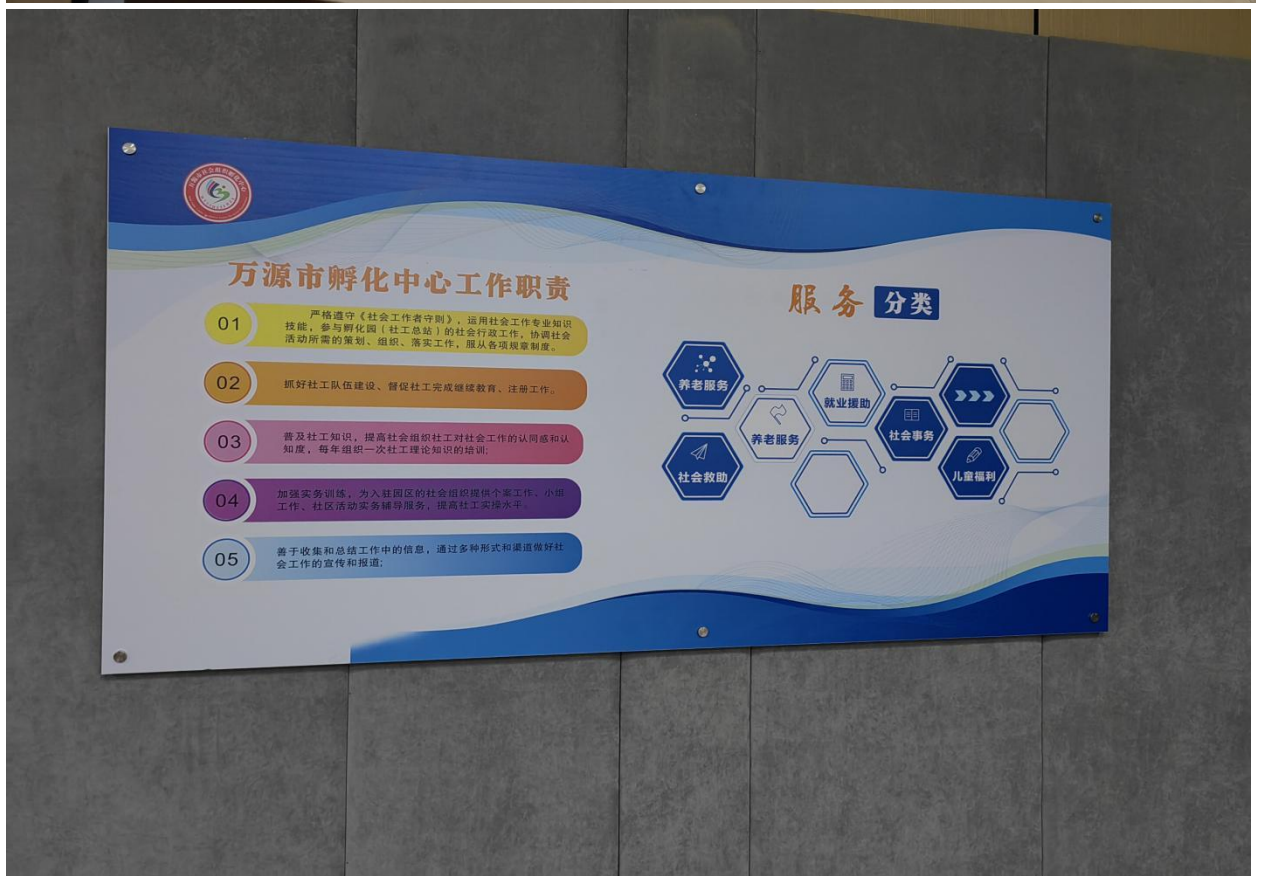 万源市孵化中心工作职责
01
严格遵守《社会工作者守则》，运用社会工作专业知识
技能，参与孵化园（社工总站）的社会行政工作，协调社会
活动所需的策划、组织、落实工作，服从各项规章制度。
02
抓好社工队伍建设、督促社工完成继续教育、注册工作。
03
普及社工知识，提高社会组织社工对社会工作的认同感和认
知度，每年组织一次社工理论知识的培训;
04
加强实务训练，为入驻园区的社会组织提供个案工作、小组
工作、社区活动实务辅导服务，提高社工实操水平。
05
善于收集和总结工作中的信息，通过多种形式和渠道做好社
会工作的宣传和报道;
服务 分类
养老服务
就业援助
养老服务
社会事务
社会救助
儿童福利